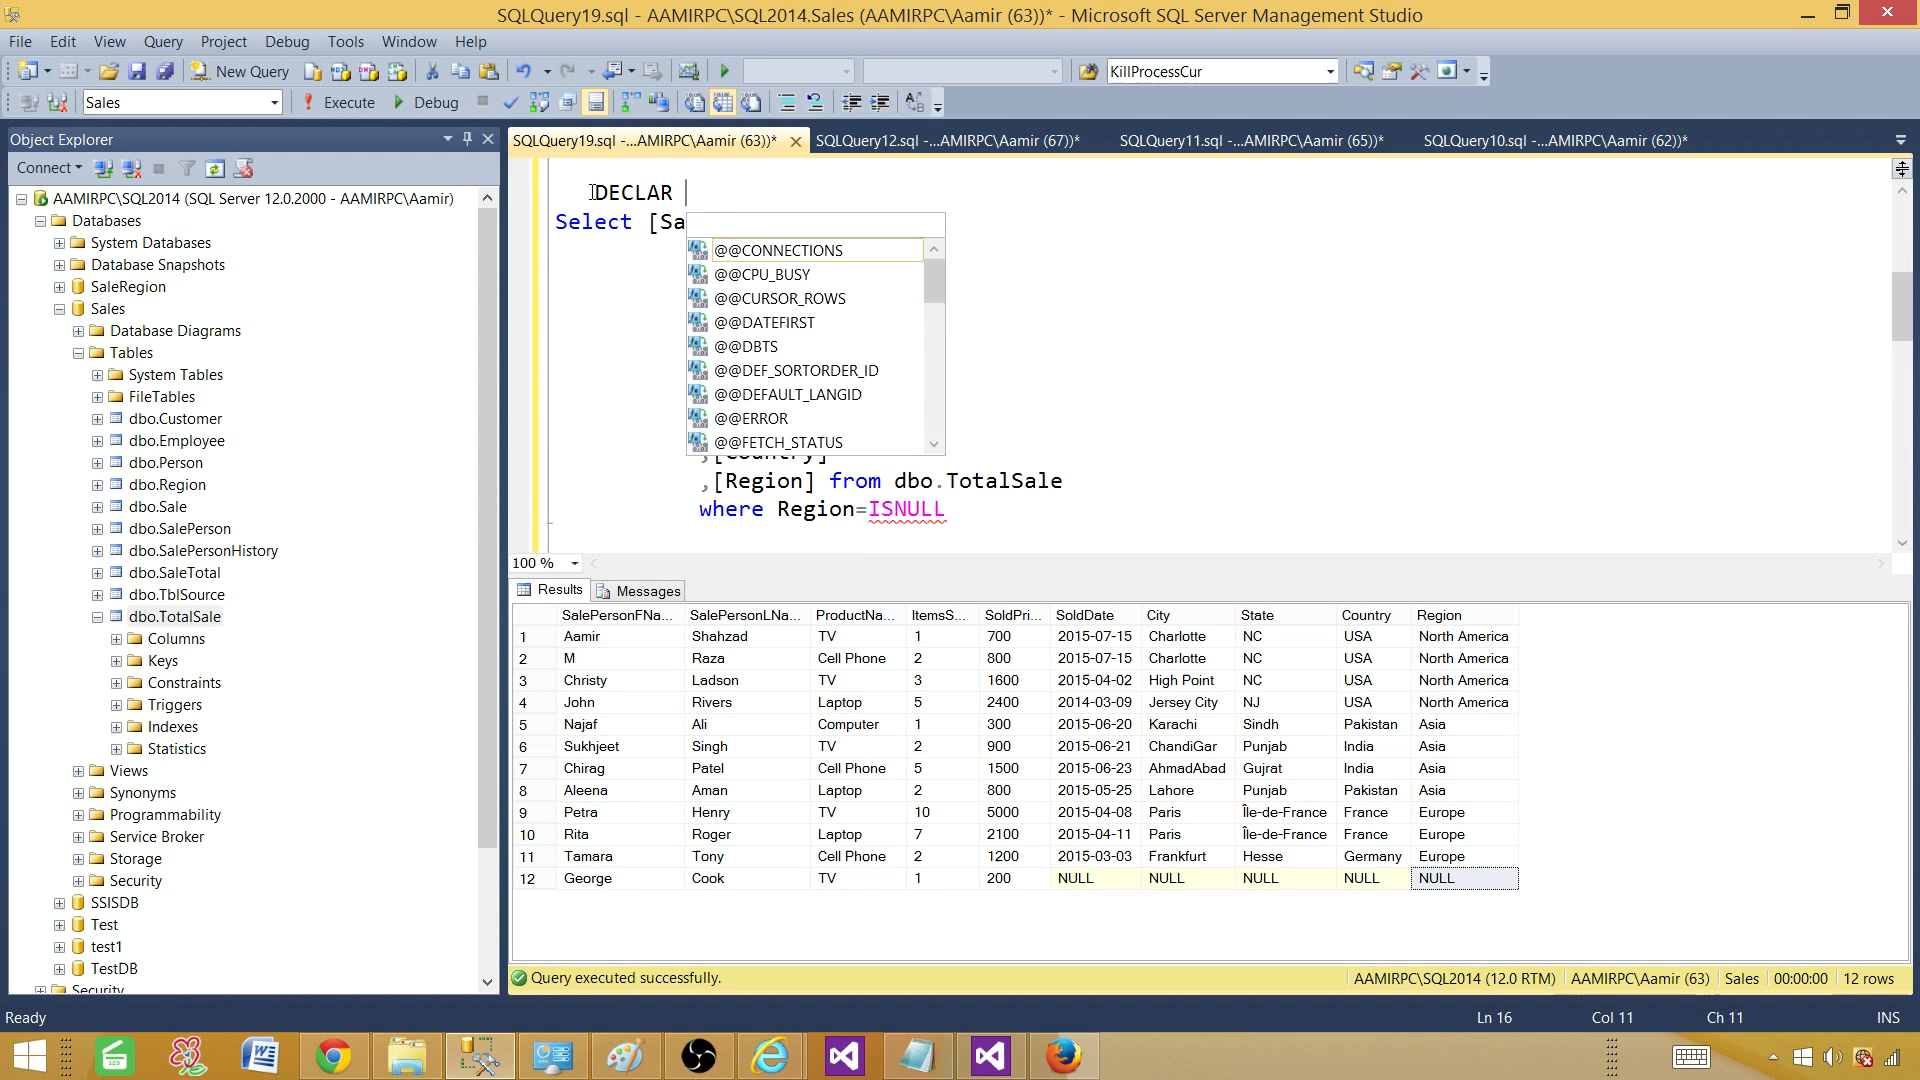 SQLQuery19.sql - AAMIRPC\SQL2014.Sales (AAMIRPC\Aamir (63))* - Microsoft SQL Server Management Studio
File Edit View Query Project Debug Tools Window Help
New Query KillProcessCur
Sales Execute Debug
Object Explorer
Connect
AAMIRPC\SQL2014 (SQL Server 12.0.2000 - AAMIRPC\Aamir)
Databases
System Databases
Database Snapshots
SaleRegion
Sales
Database Diagrams
Tables
System Tables
FileTables
dbo.Customer
dbo.Employee
dbo.Person
dbo.Region
dbo.Sale
dbo.SalePerson
dbo.SalePersonHistory
dbo.SaleTotal
dbo.TblSource
dbo.TotalSale
Columns
Keys
Constraints
Triggers
Indexes
Statistics
Views
Synonyms
Programmability
Service Broker
Storage
Security
SSISDB
Test
test1
TestDB
Security
SQLQuery19.sql -...AMIRPC\Aamir (63))* SQLQuery12.sql -...AMIRPC\Aamir (67))* SQLQuery11.sql -...AMIRPC\Aamir (65))* SQLQuery10.sql -...AMIRPC\Aamir (62))*
DECLAR
Select [Sa
@@CONNECTIONS
@@CPU_BUSY
@@CURSOR_ROWS
@@DATEFIRST
@@DBTS
@@DEF_SORTORDER_ID
@@DEFAULT_LANGID
@@ERROR
@@FETCH_STATUS
,[Country]
,[Region] from dbo.TotalSale
where Region=ISNULL
100 %
Results Messages
SalePersonFNa... SalePersonLNa... ProductNa... ItemsS... SoldPri... SoldDate City State Country Region
1 Aamir Shahzad TV 1 700 2015-07-15 Charlotte NC USA North America
2 M Raza Cell Phone 2 800 2015-07-15 Charlotte NC USA North America
3 Christy Ladson TV 3 1600 2015-04-02 High Point NC USA North America
4 John Rivers Laptop 5 2400 2014-03-09 Jersey City NJ USA North America
5 Najaf Ali Computer 1 300 2015-06-20 Karachi Sindh Pakistan Asia
6 Sukhjeet Singh TV 2 900 2015-06-21 ChandiGar Punjab India Asia
7 Chirag Patel Cell Phone 5 1500 2015-06-23 AhmadAbad Gujrat India Asia
8 Aleena Aman Laptop 2 800 2015-05-25 Lahore Punjab Pakistan Asia
9 Petra Henry TV 10 5000 2015-04-08 Paris Île-de-France France Europe
10 Rita Roger Laptop 7 2100 2015-04-11 Paris Île-de-France France Europe
11 Tamara Tony Cell Phone 2 1200 2015-03-03 Frankfurt Hesse Germany Europe
12 George Cook TV 1 200 NULL NULL NULL NULL NULL
Query executed successfully. AAMIRPC\SQL2014 (12.0 RTM) AAMIRPC\Aamir (63) Sales 00:00:00 12 rows
Ready Ln 16 Col 11 Ch 11 INS